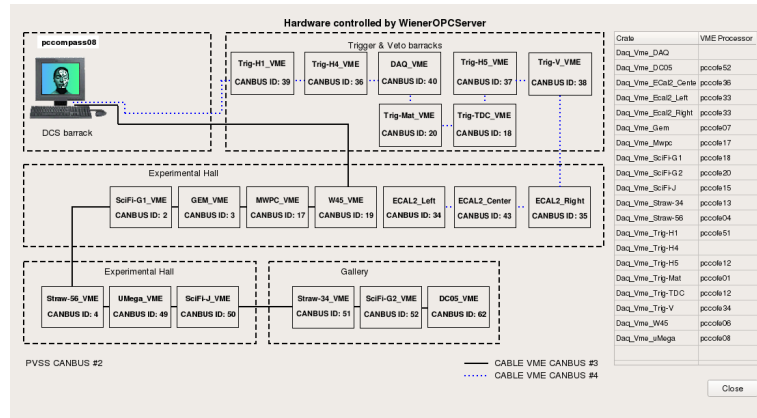 Hardware controlled by WienerOPCServer
pccompass08
DCS barrack
Trigger & Veto barracks
Trig-H1_VME
CANBUS ID: 39
Trig-H4_VME
CANBUS ID: 36
DAQ_VME
CANBUS ID: 40
Trig-H5_VME
CANBUS ID: 37
Trig-V_VME
CANBUS ID: 38
Trig-Mat_VME
CANBUS ID: 20
Trig-TDC_VME
CANBUS ID: 18
Experimental Hall
SciFi-G1_VME
CANBUS ID: 2
GEM_VME
CANBUS ID: 3
MWPC_VME
CANBUS ID: 17
W45_VME
CANBUS ID: 19
ECAL2_Left
CANBUS ID: 34
ECAL2_Center
CANBUS ID: 43
ECAL2_Right
CANBUS ID: 35
Experimental Hall
Straw-56_VME
CANBUS ID: 4
UMega_VME
CANBUS ID: 49
SciFi-J_VME
CANBUS ID: 50
Gallery
Straw-34_VME
CANBUS ID: 51
SciFi-G2_VME
CANBUS ID: 52
DC05_VME
CANBUS ID: 62
PVSS CANBUS #2
CABLE VME CANBUS #3
CABLE VME CANBUS #4
Crate VME Processor
Daq_Vme_DAQ
Daq_Vme_DC05 pccofe52
Daq_Vme_ECal2_Cente pccofe36
Daq_Vme_Ecal2_Left pccofe33
Daq_Vme_Ecal2_Right pccofe33
Daq_Vme_Gem pccofe07
Daq_Vme_Mwpc pccofe17
Daq_Vme_SciFi-G1 pccofe18
Daq_Vme_SciFi-G2 pccofe20
Daq_Vme_SciFi-J pccofe15
Daq_Vme_Straw-34 pccofe13
Daq_Vme_Straw-56 pccofe04
Daq_Vme_Trig-H1 pccofe51
Daq_Vme_Trig-H4
Daq_Vme_Trig-H5 pccofe12
Daq_Vme_Trig-Mat pccofe01
Daq_Vme_Trig-TDC pccofe12
Daq_Vme_Trig-V pccofe34
Daq_Vme_W45 pccofe06
Daq_Vme_uMega pccofe08
Close